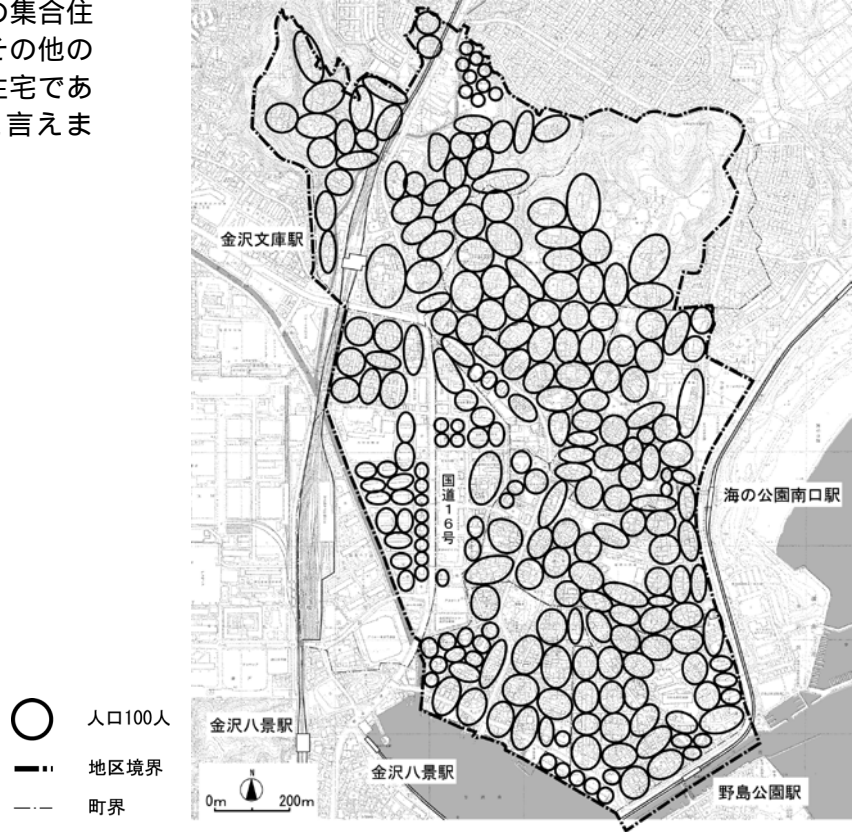 の集合住
その他の
住宅であ
言えま
金沢文庫駅
国道16号
海の公園南口駅
人口100人
地区境界
町界
金沢八景駅
金沢八景駅
野島公園駅
N
0m 200m